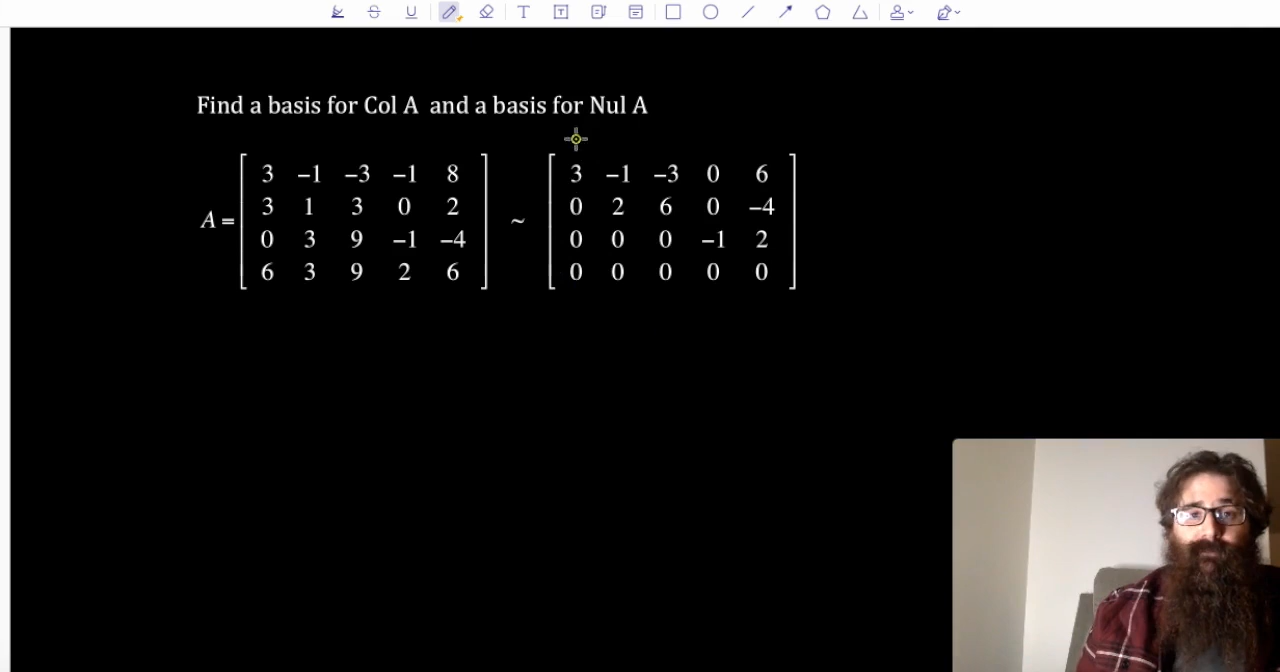 Find a basis for Col A and a basis for Nul A
A = [ 3 −1 −3 −1 8 ] ~ [ 3 −1 −3 0 6 ]
[ 3 1 3 0 2 ] [ 0 2 6 0 −4 ]
[ 0 3 9 −1 −4 ] [ 0 0 0 −1 2 ]
[ 6 3 9 2 6 ] [ 0 0 0 0 0 ]